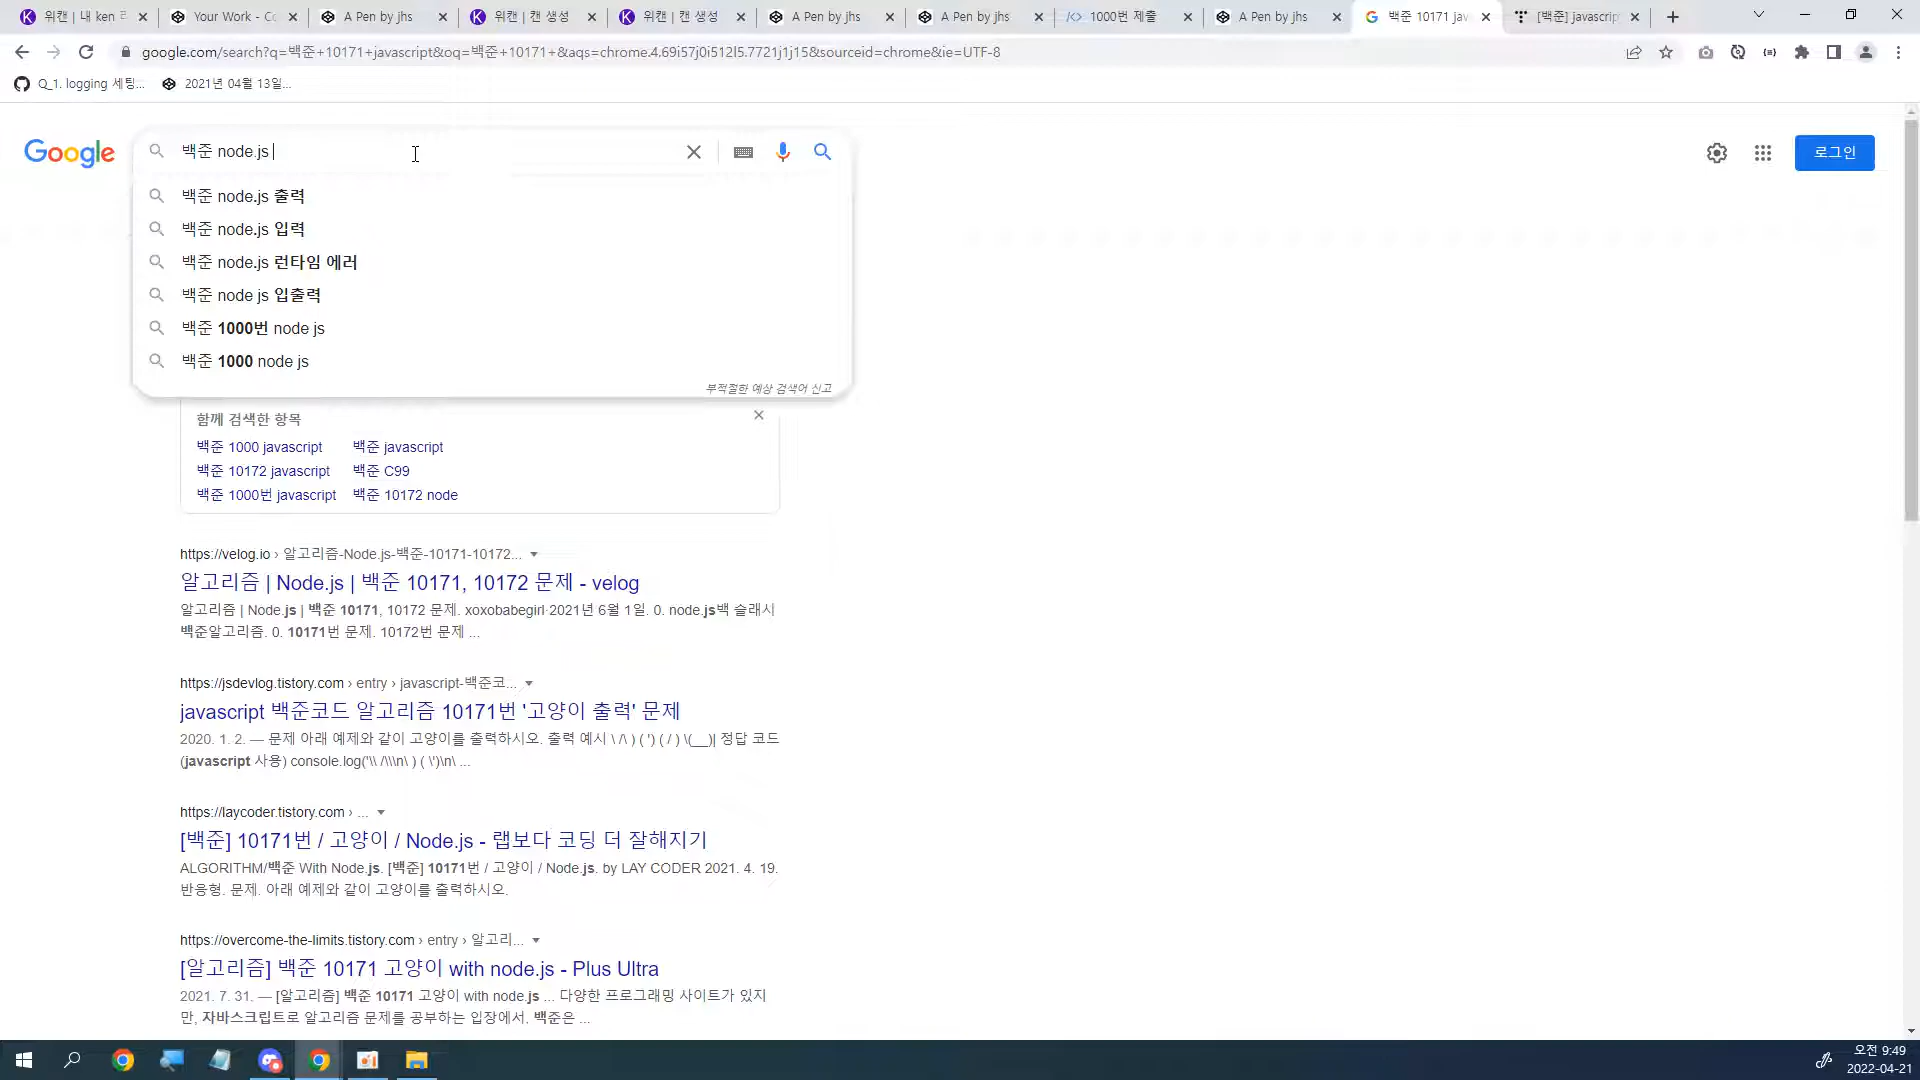 위캔 | 내 ken 리
Your Work - Co
A Pen by jhs
위캔 | 캔 생성
위캔 | 캔 생성
A Pen by jhs
A Pen by jhs
1000번 제출
A Pen by jhs
백준 10171 jav
[백준] javascrip
google.com/search?q=백준+10171+javascript&oq=백준+10171+&aqs=chrome.4.69i57j0i512l5.7721j1j15&sourceid=chrome&ie=UTF-8
Q_1. logging 세팅...
2021년 04월 13일...
Google
백준 node.js
로그인
백준 node.js 출력
백준 node.js 입력
백준 node.js 런타임 에러
백준 node js 입출력
백준 1000번 node js
백준 1000 node js
부적절한 예상 검색어 신고
함께 검색한 항목
백준 1000 javascript 백준 javascript
백준 10172 javascript 백준 C99
백준 1000번 javascript 백준 10172 node
https://velog.io › 알고리즘-Node.js-백준-10171-10172...
알고리즘 | Node.js | 백준 10171, 10172 문제 - velog
알고리즘 | Node.js | 백준 10171, 10172 문제. xoxobabegirl·2021년 6월 1일. 0. node.js백 슬래시
백준알고리즘. 0. 10171번 문제. 10172번 문제 ...
https://jsdevlog.tistory.com › entry › javascript-백준코...
javascript 백준코드 알고리즘 10171번 '고양이 출력' 문제
2020. 1. 2. — 문제 아래 예제와 같이 고양이를 출력하시오. 출력 예시 \ /\ ) ( ') ( / ) \(__)| 정답 코드
(javascript 사용) console.log('\\ /\\\n\ ) ( \')\n\ ...
https://laycoder.tistory.com › ...
[백준] 10171번 / 고양이 / Node.js - 랩보다 코딩 더 잘해지기
ALGORITHM/백준 With Node.js. [백준] 10171번 / 고양이 / Node.js. by LAY CODER 2021. 4. 19.
반응형. 문제. 아래 예제와 같이 고양이를 출력하시오.
https://overcome-the-limits.tistory.com › entry › 알고리...
[알고리즘] 백준 10171 고양이 with node.js - Plus Ultra
2021. 7. 31. — [알고리즘] 백준 10171 고양이 with node.js ... 다양한 프로그래밍 사이트가 있지
만, 자바스크립트로 알고리즘 문제를 공부하는 입장에서, 백준은 ...
오전 9:49
2022-04-21